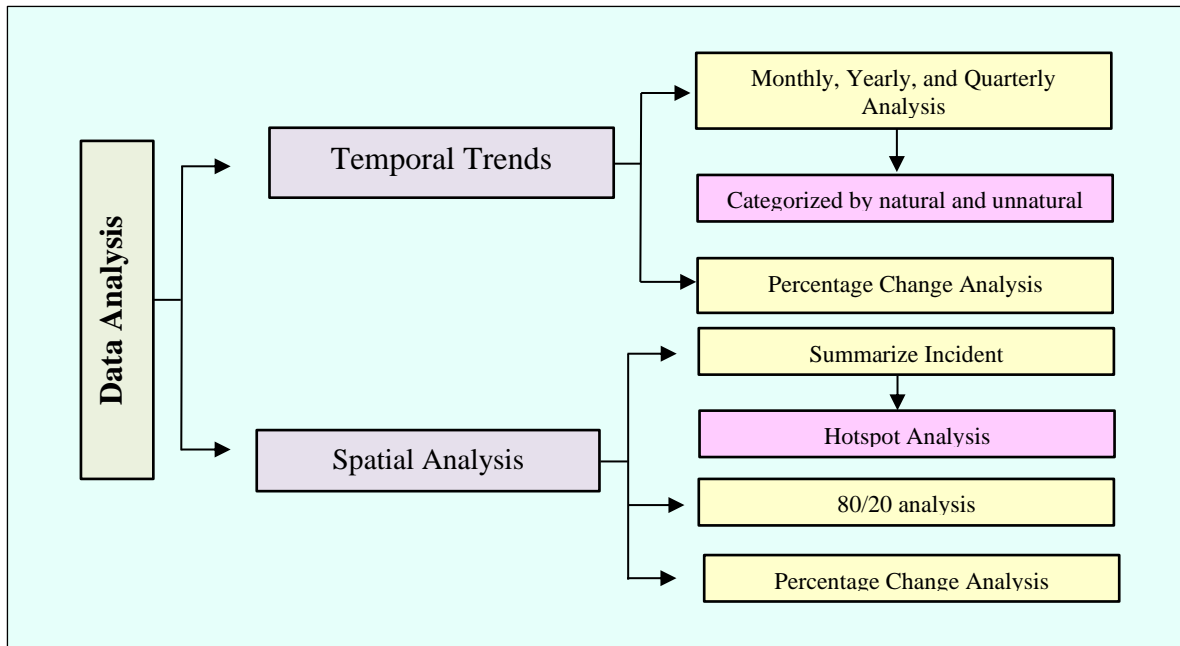 Data Analysis
Temporal Trends
Monthly, Yearly, and Quarterly
Analysis
Categorized by natural and unnatural
Percentage Change Analysis
Spatial Analysis
Summarize Incident
Hotspot Analysis
80/20 analysis
Percentage Change Analysis